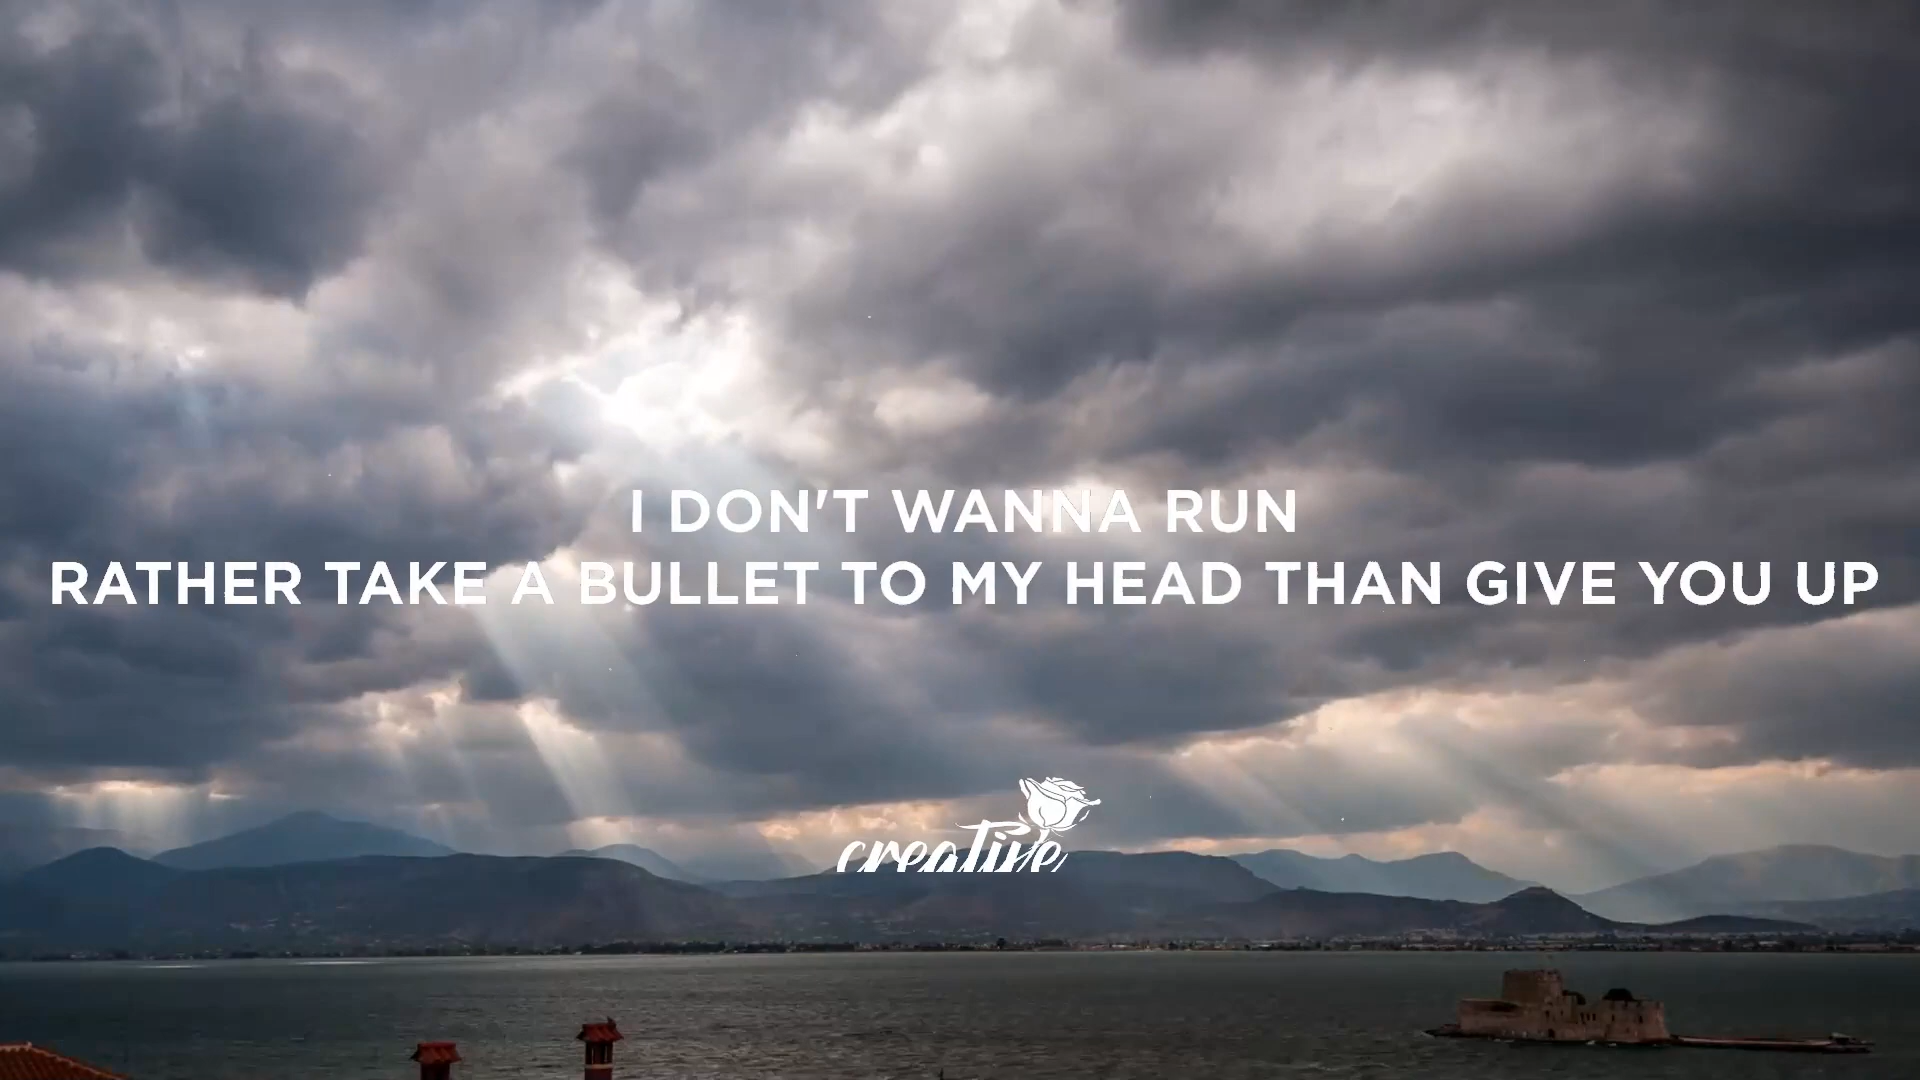 I DON'T WANNA RUN
RATHER TAKE A BULLET TO MY HEAD THAN GIVE YOU UP
creative